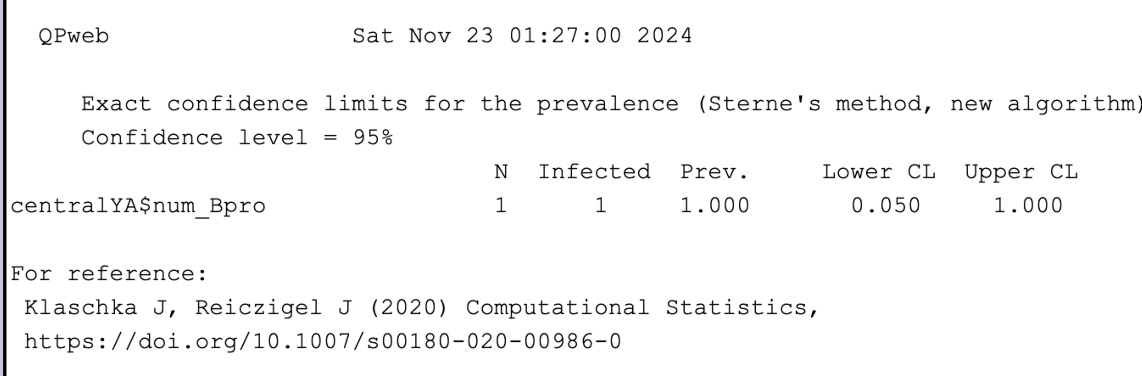 QPweb Sat Nov 23 01:27:00 2024
Exact confidence limits for the prevalence (Sterne's method, new algorithm)
Confidence level = 95%
N Infected Prev. Lower CL Upper CL
centralYA$num_Bpro 1 1 1.000 0.050 1.000
For reference:
Klaschka J, Reiczigel J (2020) Computational Statistics,
https://doi.org/10.1007/s00180-020-00986-0